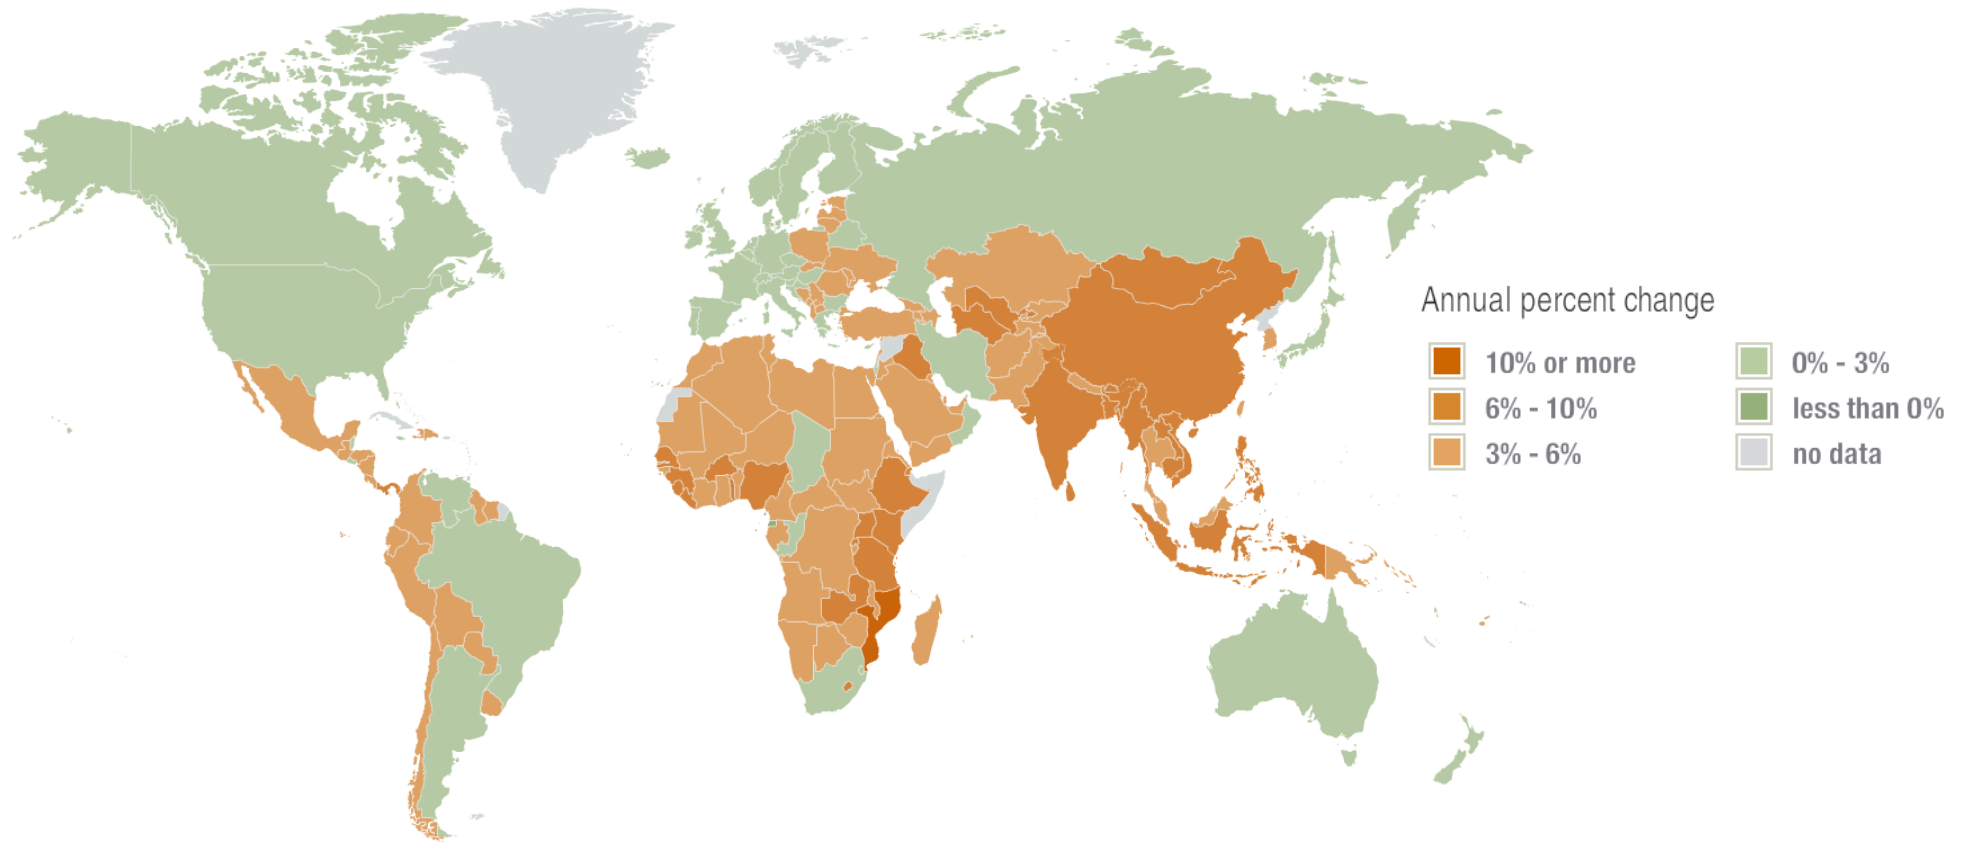 Annual percent change
10% or more
6% - 10%
3% - 6%
0% - 3%
less than 0%
no data